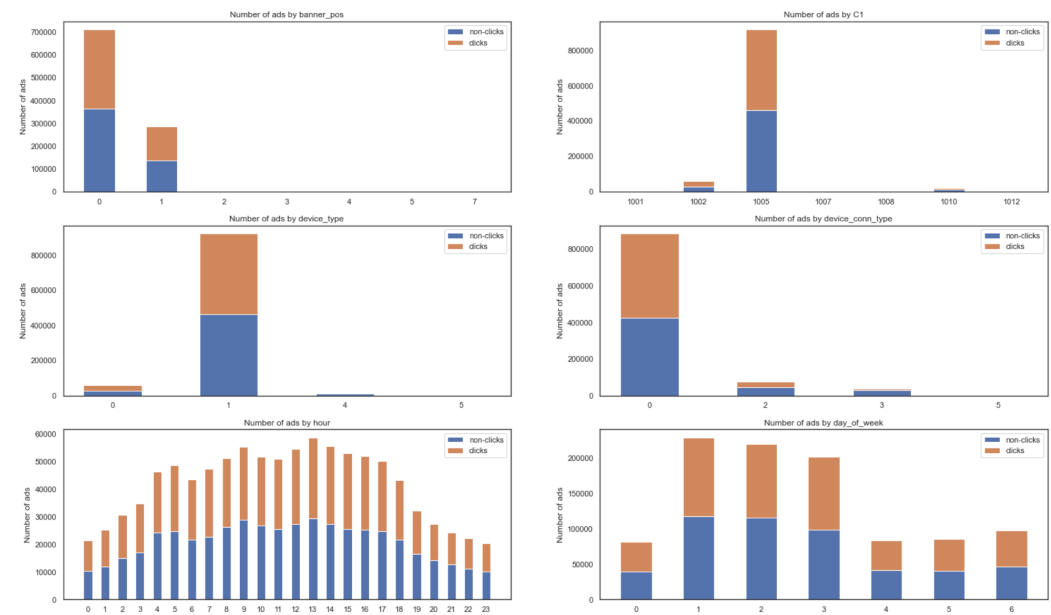 Number of ads by banner_pos
Number of ads
700000
600000
500000
400000
300000
200000
100000
0
non-clicks
clicks
0 1 2 3 4 5 7
Number of ads by C1
Number of ads
800000
600000
400000
200000
0
non-clicks
clicks
1001 1002 1005 1007 1008 1010 1012
Number of ads by device_type
Number of ads
800000
600000
400000
200000
0
non-clicks
clicks
0 1 4 5
Number of ads by device_conn_type
Number of ads
800000
600000
400000
200000
0
non-clicks
clicks
0 2 3 5
Number of ads by hour
Number of ads
60000
50000
40000
30000
20000
10000
0
non-clicks
clicks
0 1 2 3 4 5 6 7 8 9 10 11 12 13 14 15 16 17 18 19 20 21 22 23
Number of ads by day_of_week
Number of ads
200000
150000
100000
50000
0
non-clicks
clicks
0 1 2 3 4 5 6